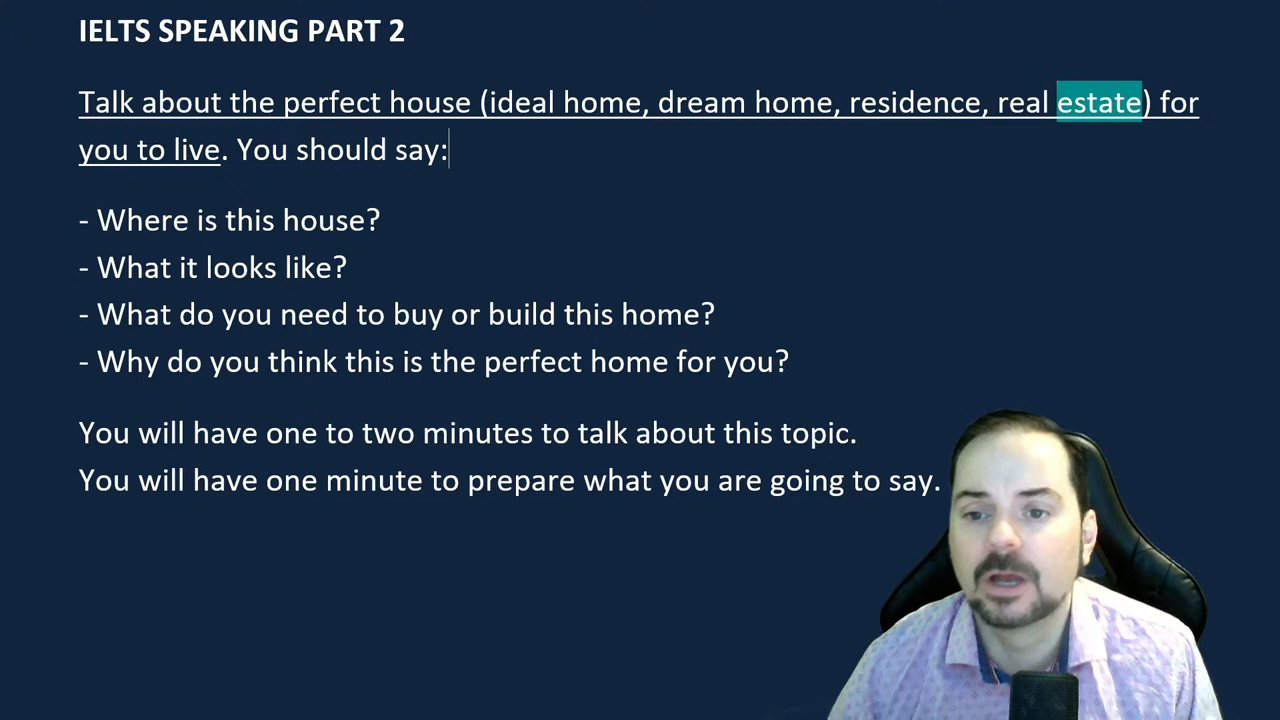 IELTS SPEAKING PART 2
Talk about the perfect house (ideal home, dream home, residence, real estate) for
you to live. You should say:
- Where is this house?
- What it looks like?
- What do you need to buy or build this home?
- Why do you think this is the perfect home for you?
You will have one to two minutes to talk about this topic.
You will have one minute to prepare what you are going to say.